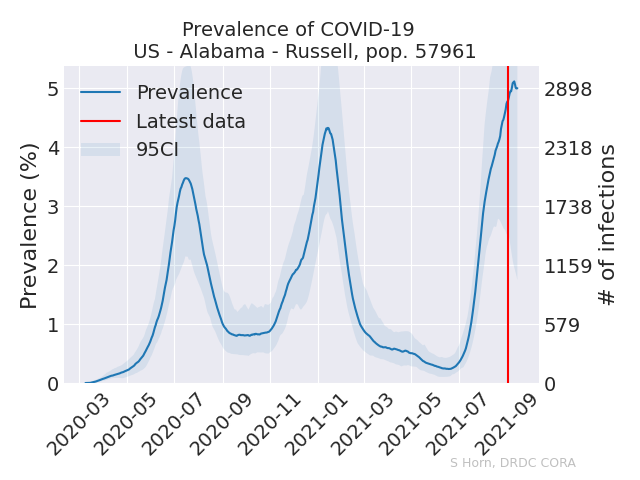 Prevalence of COVID-19
US - Alabama - Russell, pop. 57961
Prevalence
Latest data
95CI
Prevalence (%)
5
4
3
2
1
0
2898
2318
1738
1159
579
0
# of infections
2020-03
2020-05
2020-07
2020-09
2020-11
2021-01
2021-03
2021-05
2021-07
2021-09
S Horn, DRDC CORA